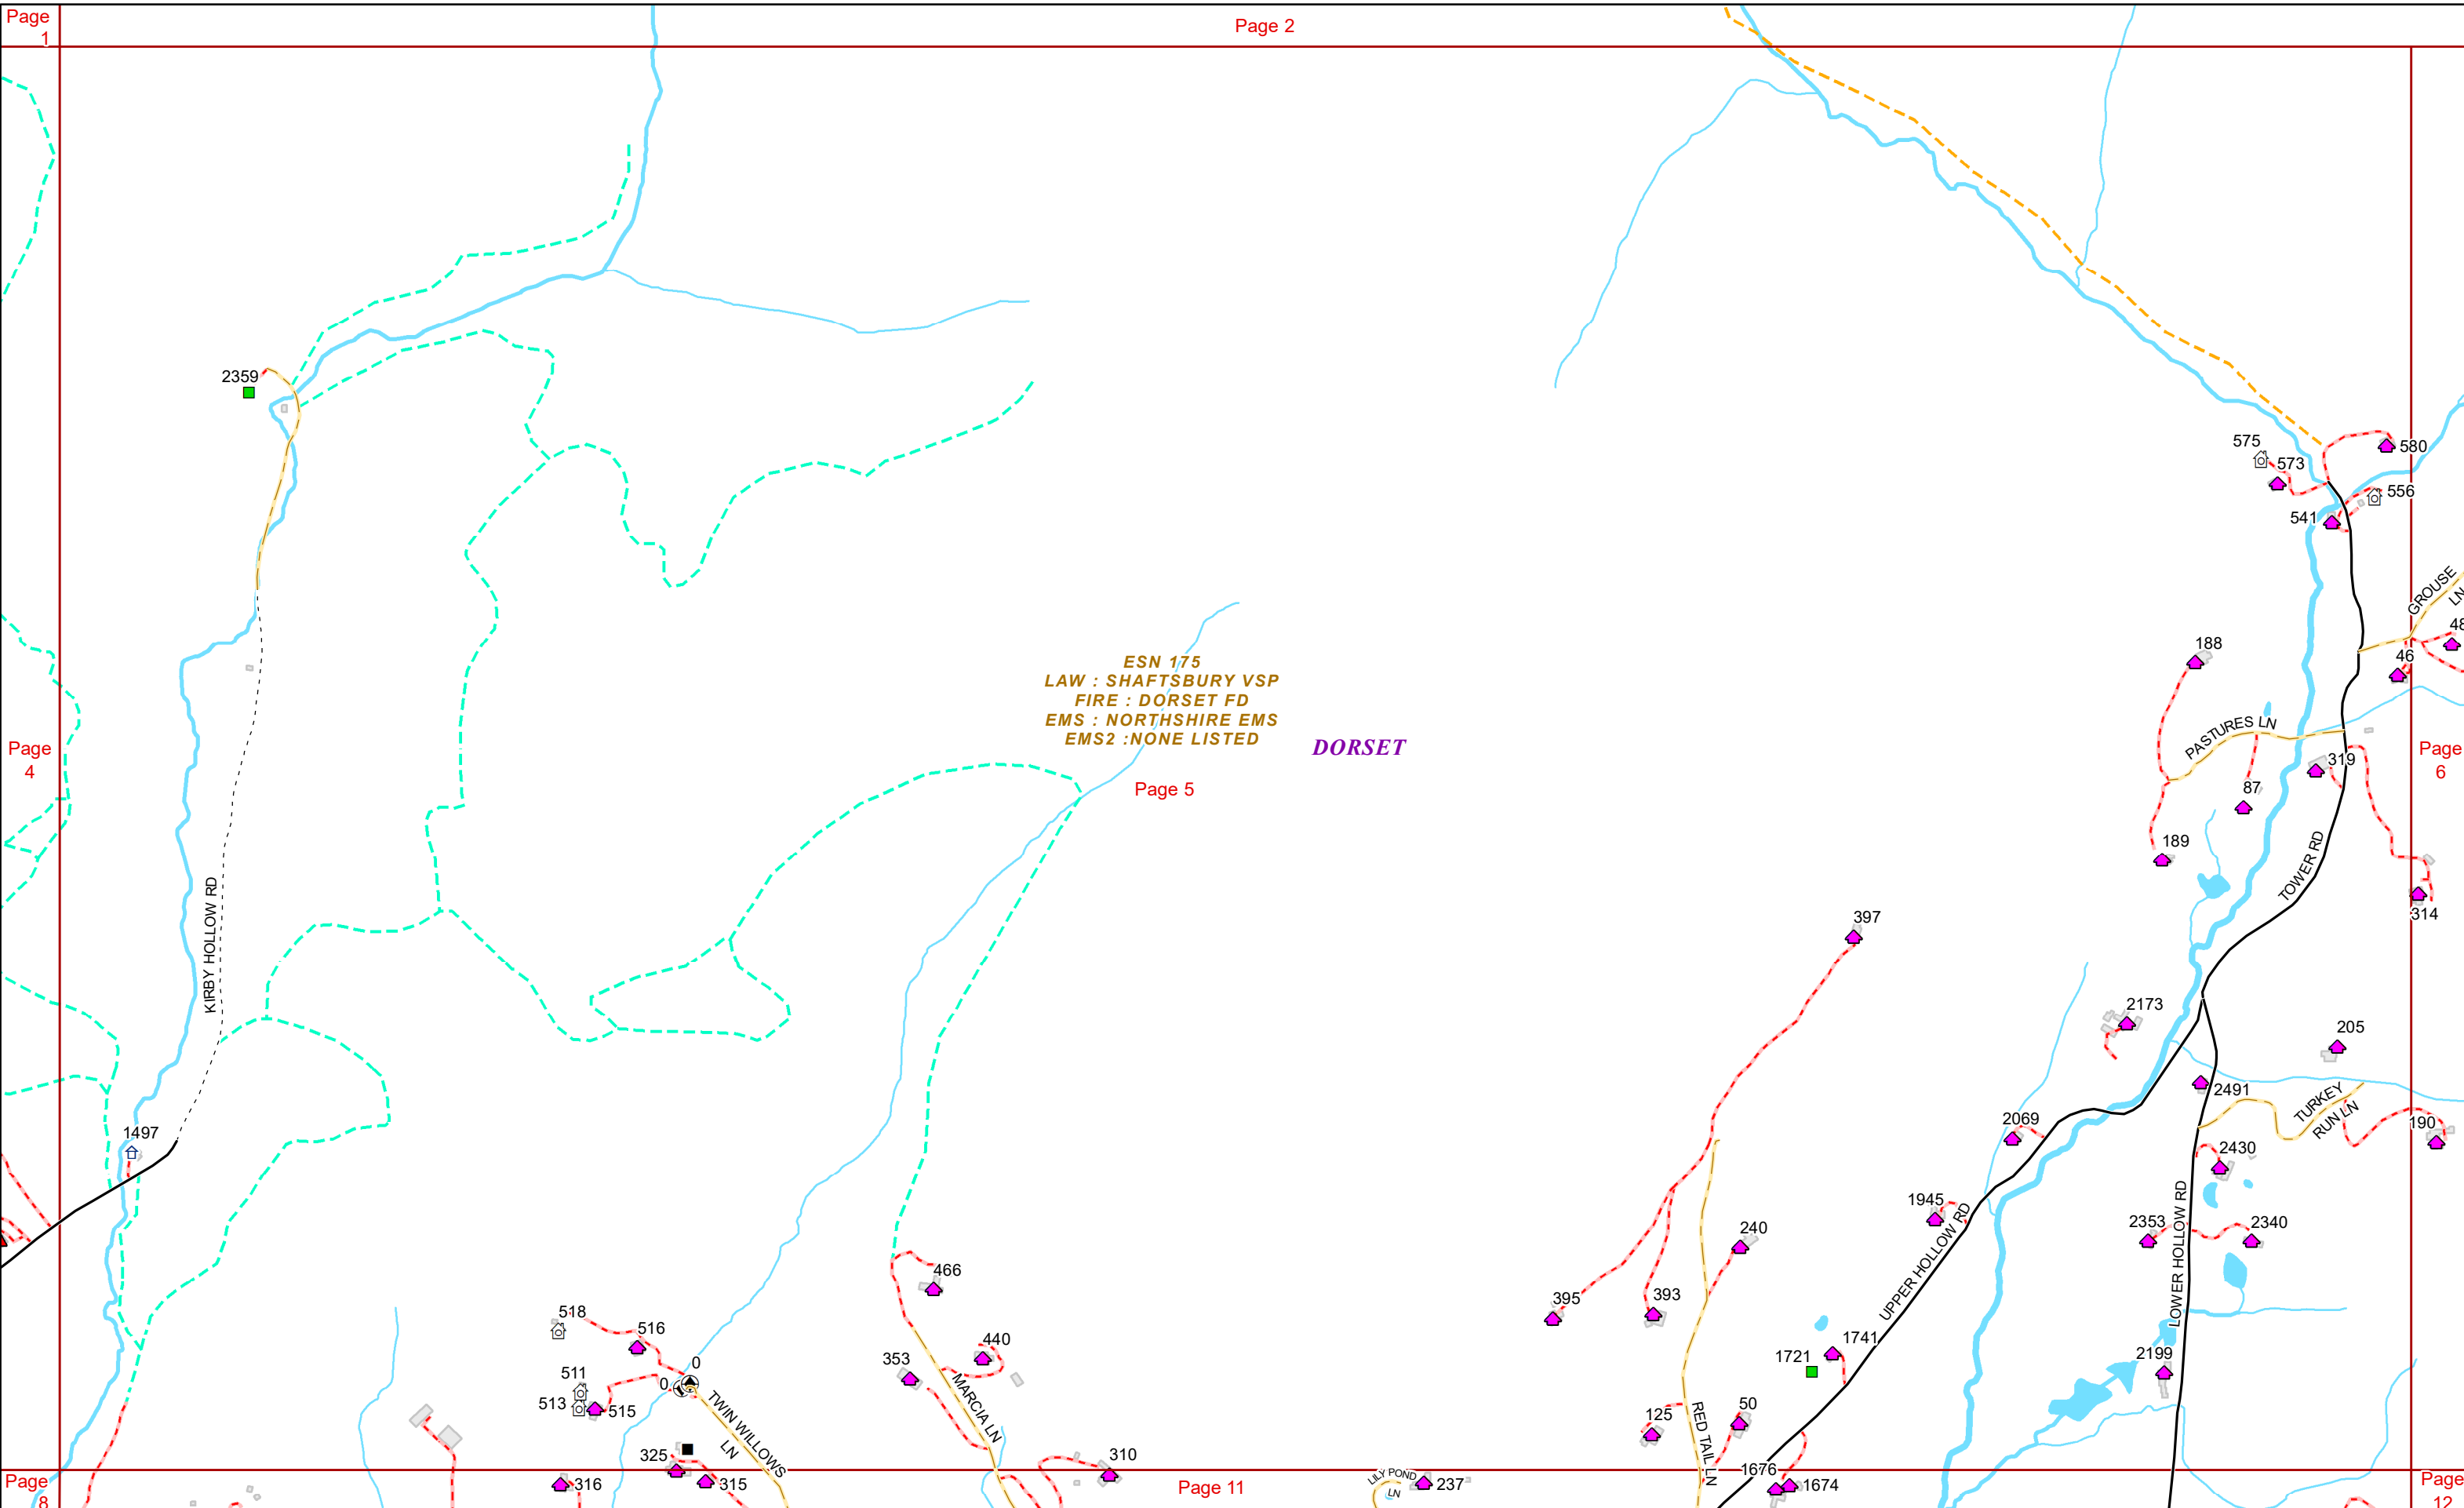 Page
1
Page 2
2359
575
573
580
556
541
GROUSE
LN
48
46
188
ESN 175
LAW : SHAFTSBURY VSP
FIRE : DORSET FD
EMS : NORTHSHIRE EMS
EMS2 :NONE LISTED
DORSET
Page 5
Page
4
Page
6
PASTURES LN
319
87
189
TOWER RD
314
397
KIRBY HOLLOW RD
2173
205
2491
TURKEY
RUN LN
190
1497
2069
2430
1945
UPPER HOLLOW RD
2353
2340
LOWER HOLLOW RD
240
466
395
393
518
516
440
353
1741
1721
2199
0
0
511
513
515
TWIN WILLOWS
LN
MARCIA LN
125
50
RED TAIL LN
325
316
315
310
LILY POND
LN
237
1676
1674
Page
8
Page 11
Page
12